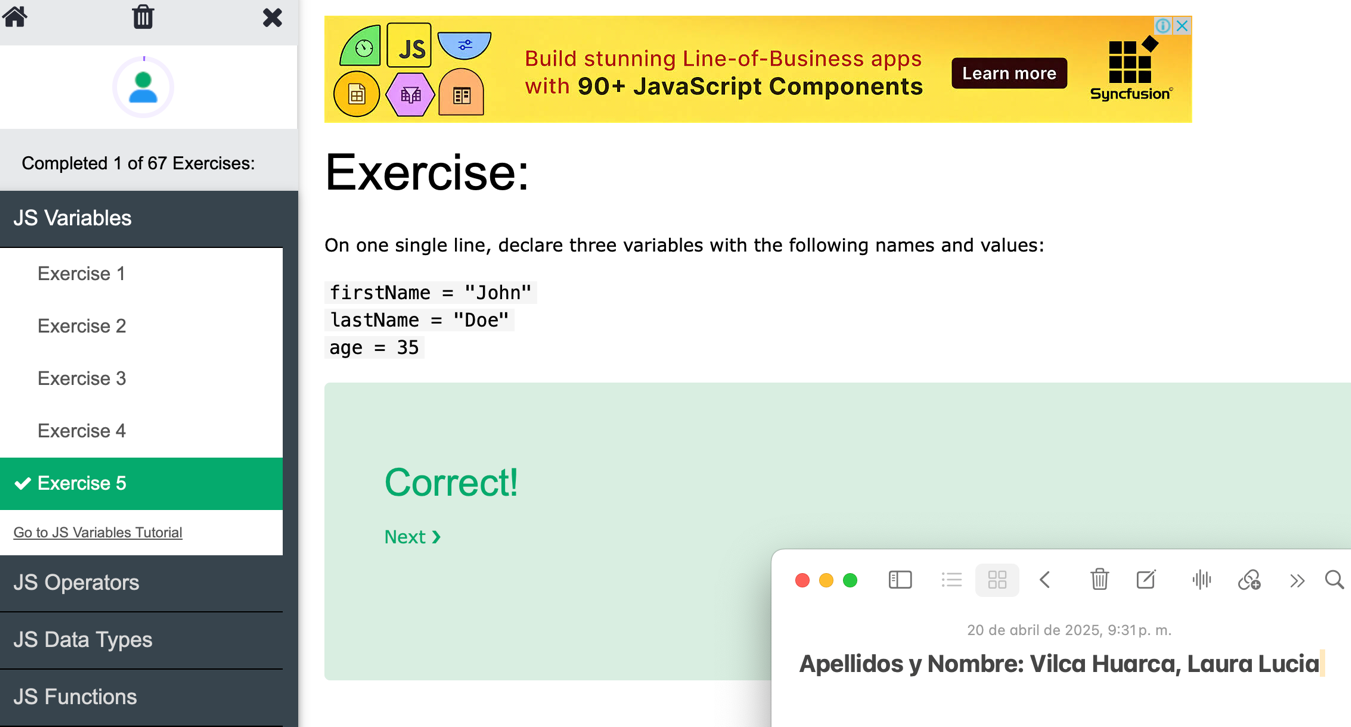 JS
Build stunning Line-of-Business apps
with 90+ JavaScript Components
Learn more
Syncfusion
Completed 1 of 67 Exercises:
JS Variables
Exercise 1
Exercise 2
Exercise 3
Exercise 4
Exercise 5
Go to JS Variables Tutorial
JS Operators
JS Data Types
JS Functions
Exercise:
On one single line, declare three variables with the following names and values:
firstName = "John"
lastName = "Doe"
age = 35
Correct!
Next ❯
20 de abril de 2025, 9:31 p. m.
Apellidos y Nombre: Vilca Huarca, Laura Lucia